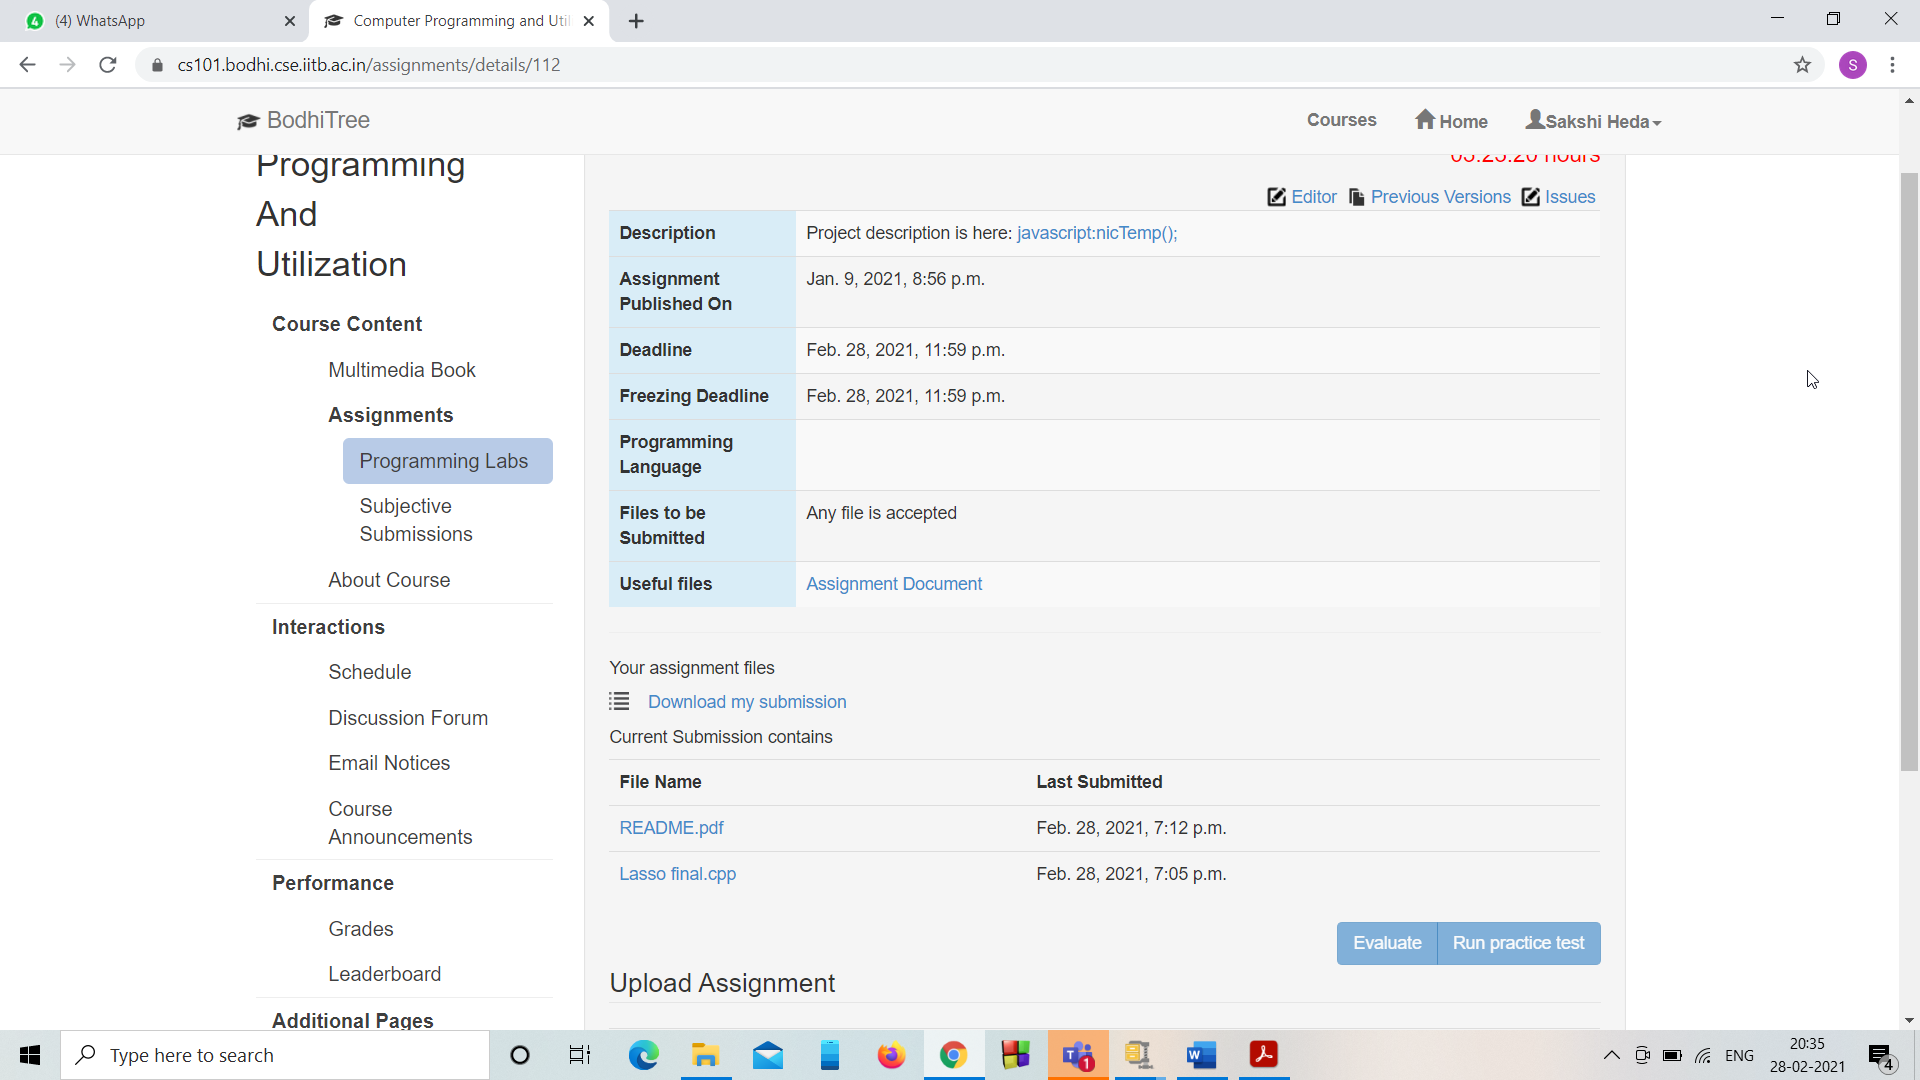 (4) WhatsApp
Computer Programming and Uti
cs101.bodhi.cse.iitb.ac.in/assignments/details/112
S
BodhiTree
Courses
Home
Sakshi Heda
Programming
And
Utilization
Course Content
Multimedia Book
Assignments
Programming Labs
Subjective
Submissions
About Course
Interactions
Schedule
Discussion Forum
Email Notices
Course
Announcements
Performance
Grades
Leaderboard
Additional Pages
hours
Editor Previous Versions Issues
Description Project description is here: javascript:nicTemp();
Assignment
Published On
Jan. 9, 2021, 8:56 p.m.
Deadline Feb. 28, 2021, 11:59 p.m.
Freezing Deadline Feb. 28, 2021, 11:59 p.m.
Programming
Language
Files to be
Submitted
Any file is accepted
Useful files Assignment Document
Your assignment files
Download my submission
Current Submission contains
File Name Last Submitted
README.pdf Feb. 28, 2021, 7:12 p.m.
Lasso final.cpp Feb. 28, 2021, 7:05 p.m.
Evaluate Run practice test
Upload Assignment
Type here to search
ENG
20:35
28-02-2021
4